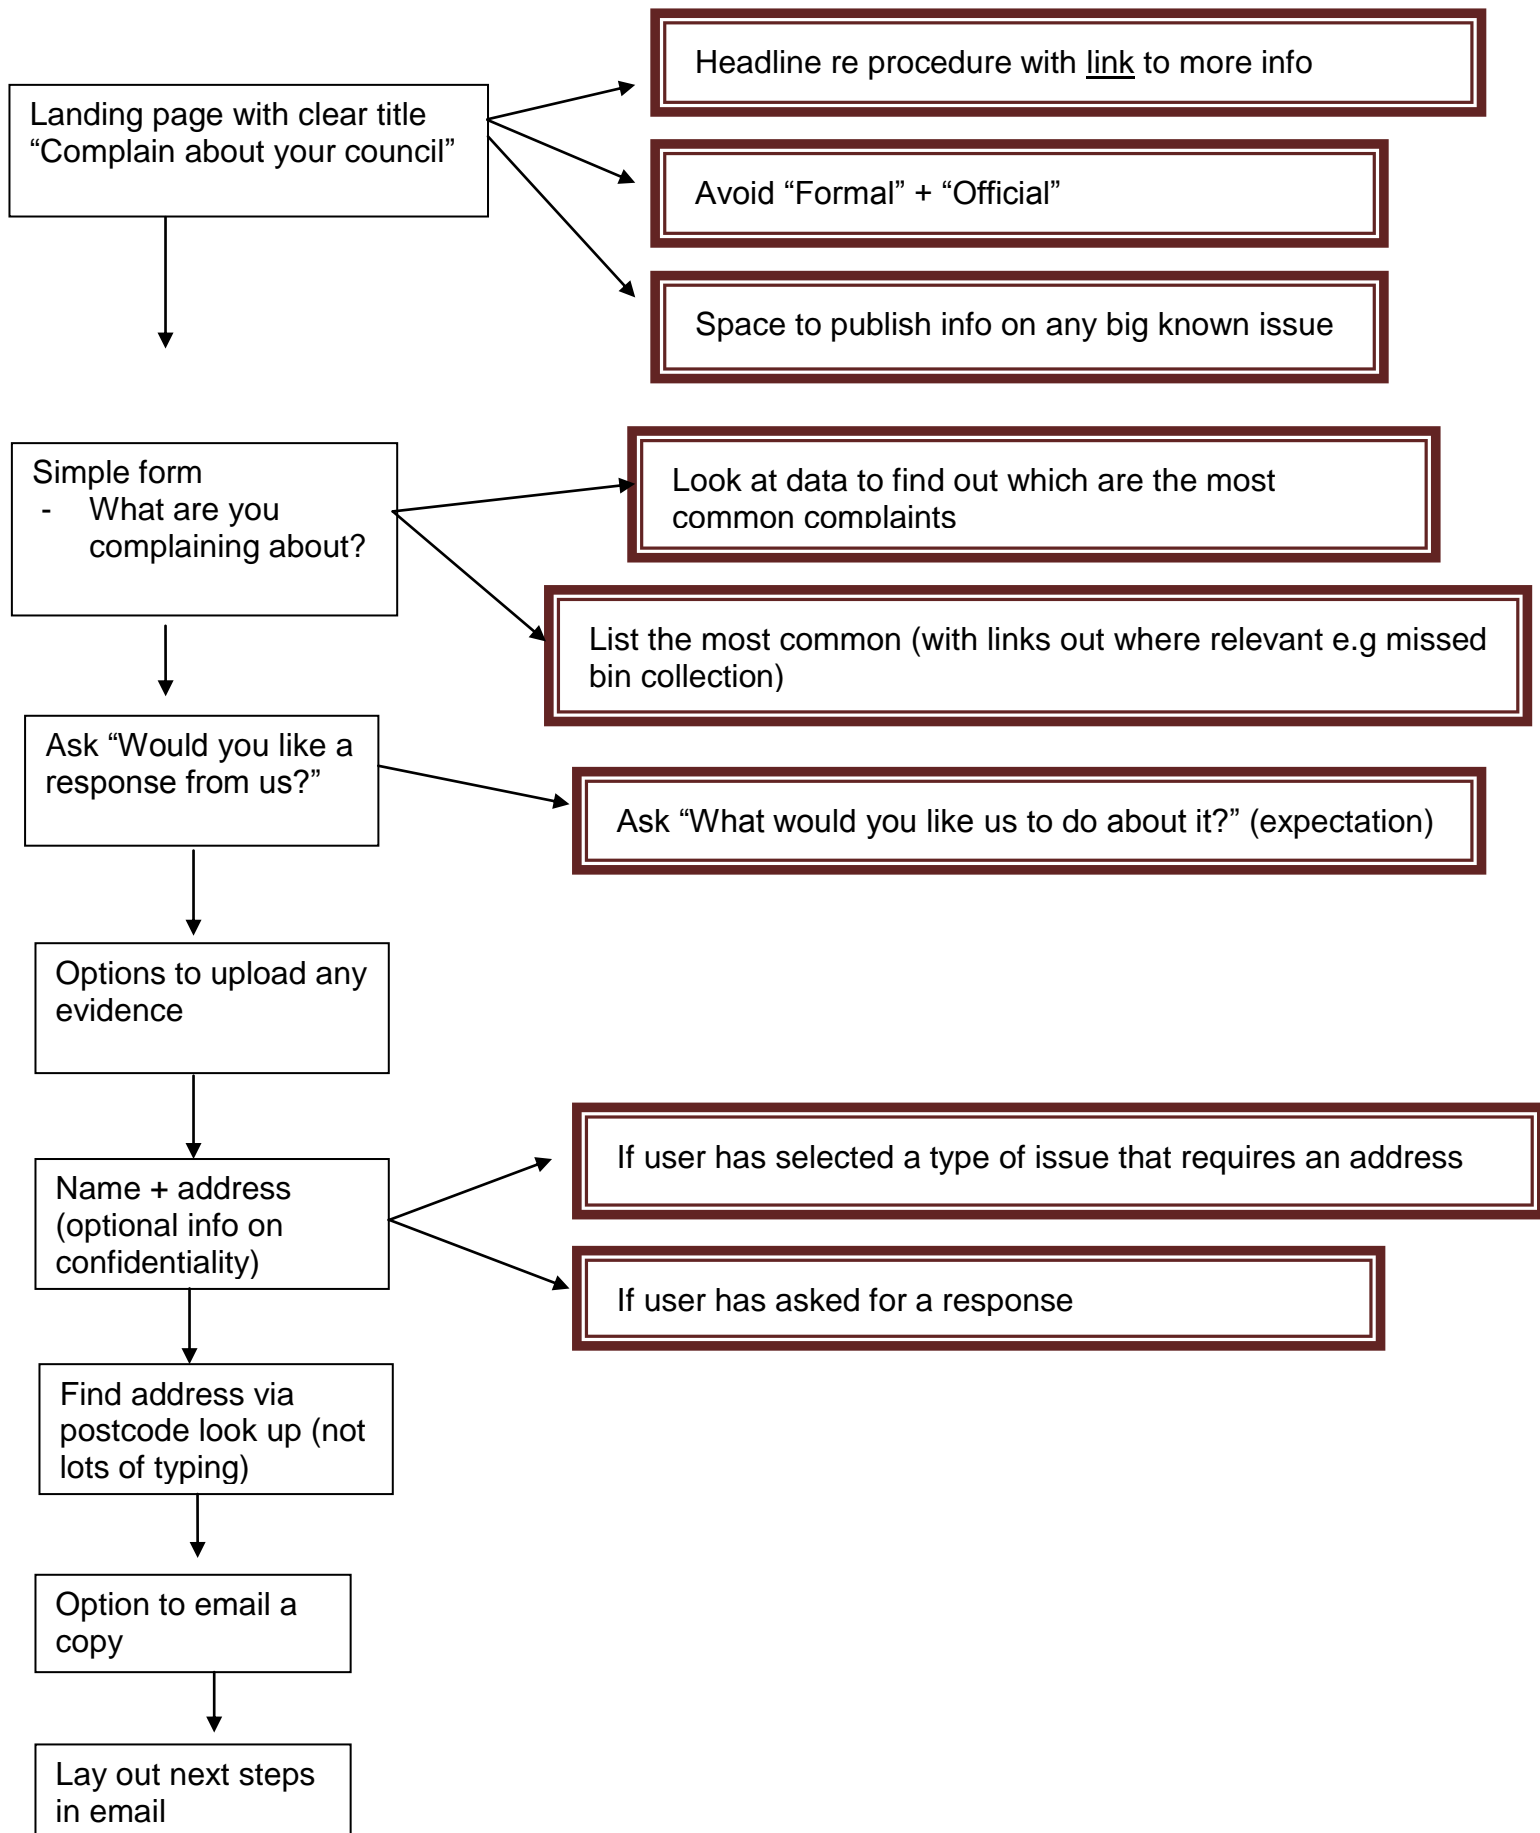 Landing page with clear title
“Complain about your council”
Headline re procedure with link to more info
Avoid “Formal” + “Official”
Space to publish info on any big known issue
Simple form
- What are you
complaining about?
Look at data to find out which are the most
common complaints
List the most common (with links out where relevant e.g missed
bin collection)
Ask “Would you like a
response from us?”
Ask “What would you like us to do about it?” (expectation)
Options to upload any
evidence
Name + address
(optional info on
confidentiality)
If user has selected a type of issue that requires an address
If user has asked for a response
Find address via
postcode look up (not
lots of typing)
Option to email a
copy
Lay out next steps
in email